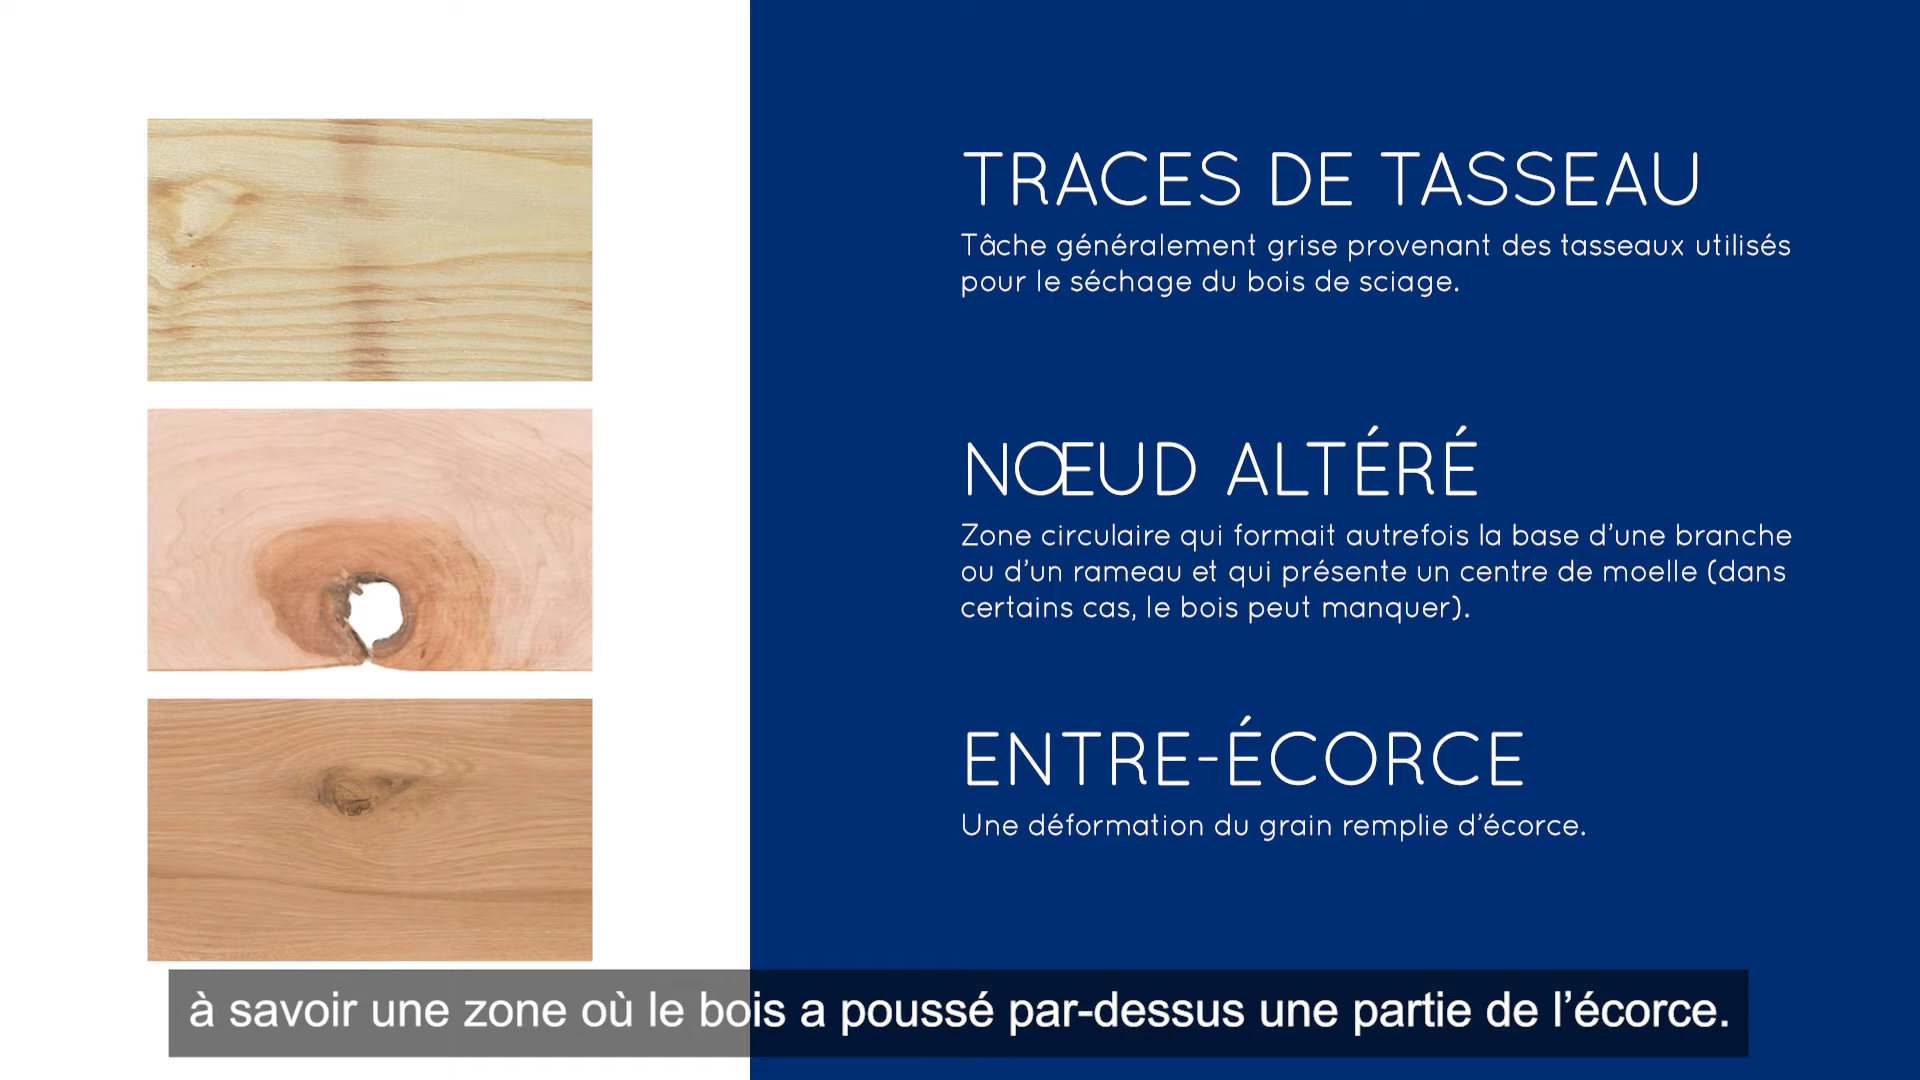 TRACES DE TASSEAU
Tâche généralement grise provenant des tasseaux utilisés
pour le séchage du bois de sciage.
NŒUD ALTÉRÉ
Zone circulaire qui formait autrefois la base d’une branche
ou d’un rameau et qui présente un centre de moelle (dans
certains cas, le bois peut manquer).
ENTRE-ÉCORCE
Une déformation du grain remplie d’écorce.
à savoir une zone où le bois a poussé par-dessus une partie de l’écorce.